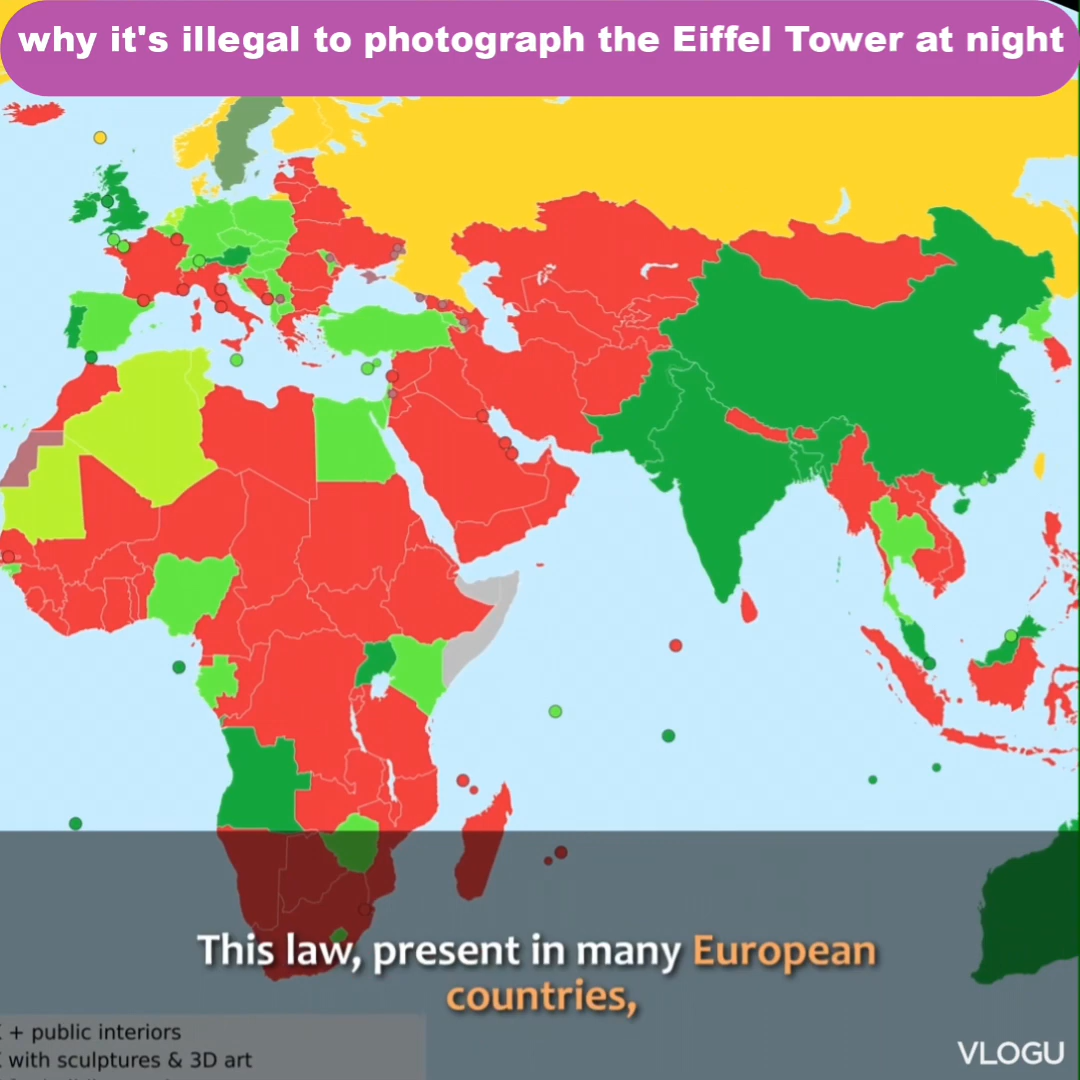 why it's illegal to photograph the Eiffel Tower at night
This law, present in many European
countries,
+ public interiors
with sculptures & 3D art
VLOGU